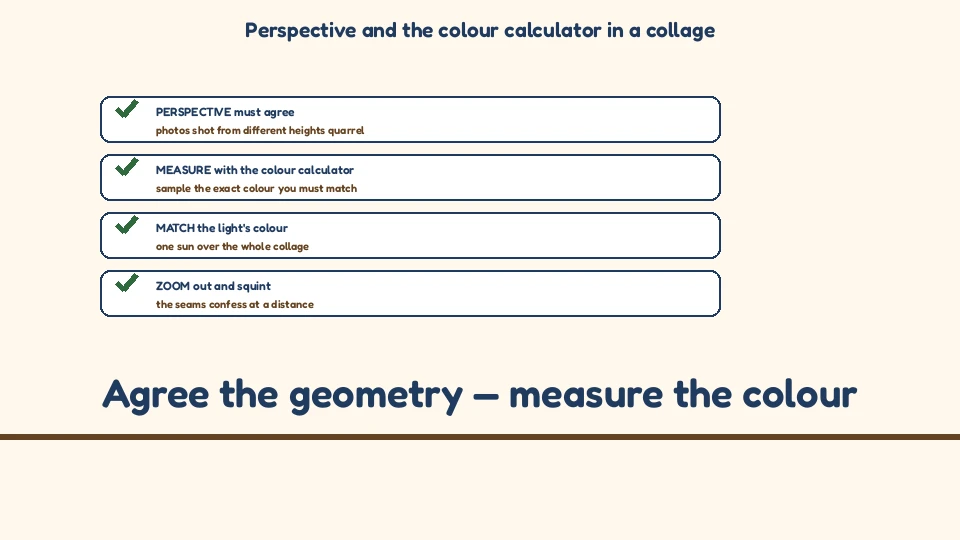 Perspective and the colour calculator in a collage
PERSPECTIVE must agree
photos shot from different heights quarrel
MEASURE with the colour calculator
sample the exact colour you must match
MATCH the light's colour
one sun over the whole collage
ZOOM out and squint
the seams confess at a distance
Agree the geometry — measure the colour